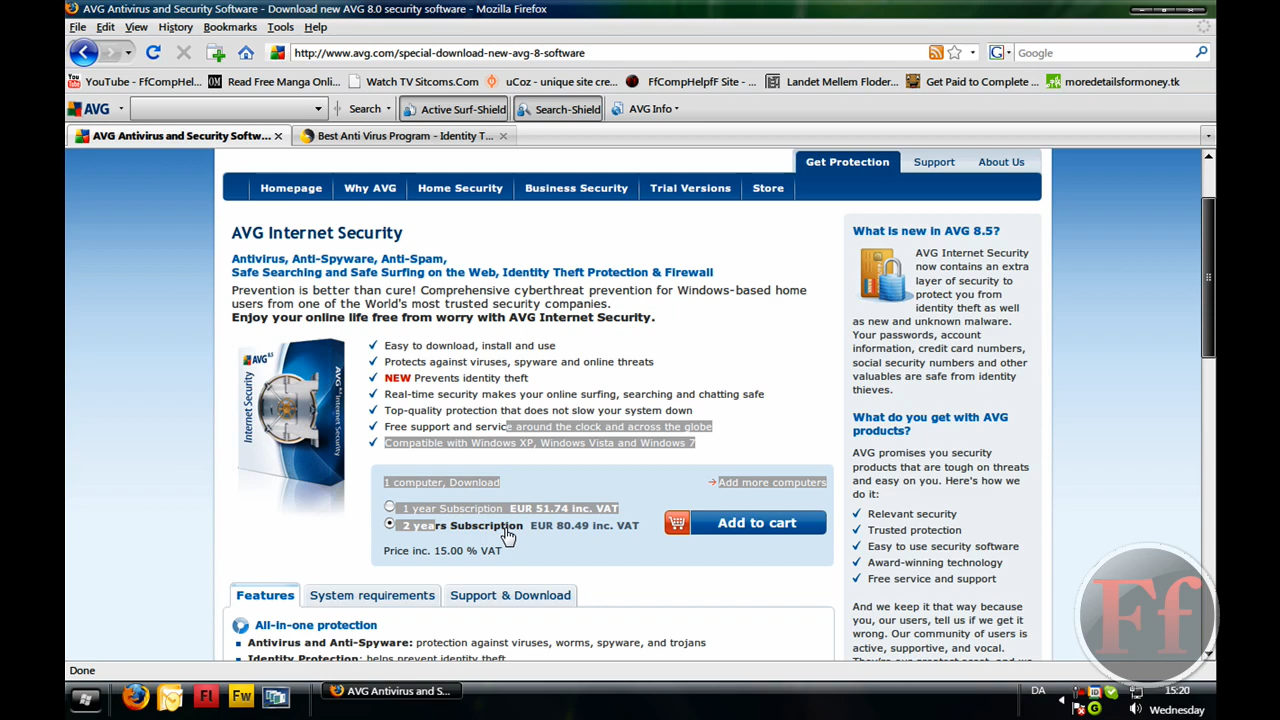 AVG Antivirus and Security Software - Download new AVG 8.0 security software - Mozilla Firefox
File Edit View History Bookmarks Tools Help
http://www.avg.com/special-download-new-avg-8-software
Google
YouTube - FfCompHel... Read Free Manga Onli... Watch TV Sitcoms.Com uCoz - unique site cre... FfCompHelpff Site - ... Landet Mellem Floder... Get Paid to Complete ... moredetailsformoney.tk
AVG Search Active Surf-Shield Search-Shield AVG Info
AVG Antivirus and Security Softw... Best Anti Virus Program - Identity T...
Get Protection Support About Us
Homepage Why AVG Home Security Business Security Trial Versions Store
AVG Internet Security
Antivirus, Anti-Spyware, Anti-Spam,
Safe Searching and Safe Surfing on the Web, Identity Theft Protection & Firewall
Prevention is better than cure! Comprehensive cyberthreat prevention for Windows-based home
users from one of the World's most trusted security companies.
Enjoy your online life free from worry with AVG Internet Security.
AVG 8.5
Internet Security
Easy to download, install and use
Protects against viruses, spyware and online threats
NEW Prevents identity theft
Real-time security makes your online surfing, searching and chatting safe
Top-quality protection that does not slow your system down
Free support and service around the clock and across the globe
Compatible with Windows XP, Windows Vista and Windows 7
1 computer, Download Add more computers
1 year Subscription EUR 51.74 inc. VAT
2 years Subscription EUR 80.49 inc. VAT
Add to cart
Price inc. 15.00 % VAT
Features System requirements Support & Download
All-in-one protection
Antivirus and Anti-Spyware: protection against viruses, worms, spyware, and trojans
Identity Protection: helps prevent identity theft
What is new in AVG 8.5?
AVG Internet Security
now contains an extra
layer of security to
protect you from
identity theft as well
as new and unknown malware.
Your passwords, account
information, credit card numbers,
social security numbers and other
valuables are safe from identity
thieves.
What do you get with AVG
products?
AVG promises you security
products that are tough on threats
and easy on you. Here's how we
do it:
Relevant security
Trusted protection
Easy to use security software
Award-winning technology
Free service and support
And we keep it that way because
you, our users, tell us if we get it
wrong. Our community of users is
active, supportive, and vocal.
Ff
Done
Fl Fw AVG Antivirus and S... DA 15:20
Wednesday